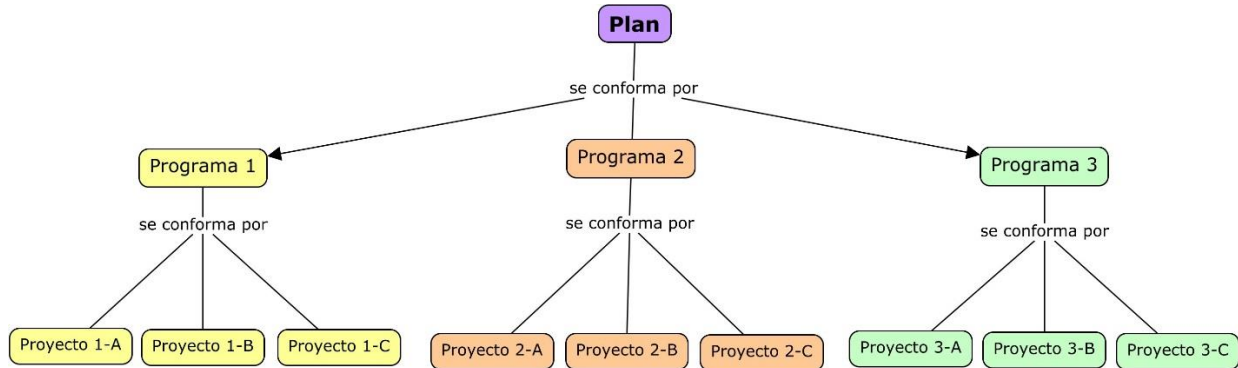 Plan
se conforma por
Programa 1
Programa 2
Programa 3
se conforma por
se conforma por
se conforma por
Proyecto 1-A
Proyecto 1-B
Proyecto 1-C
Proyecto 2-A
Proyecto 2-B
Proyecto 2-C
Proyecto 3-A
Proyecto 3-B
Proyecto 3-C